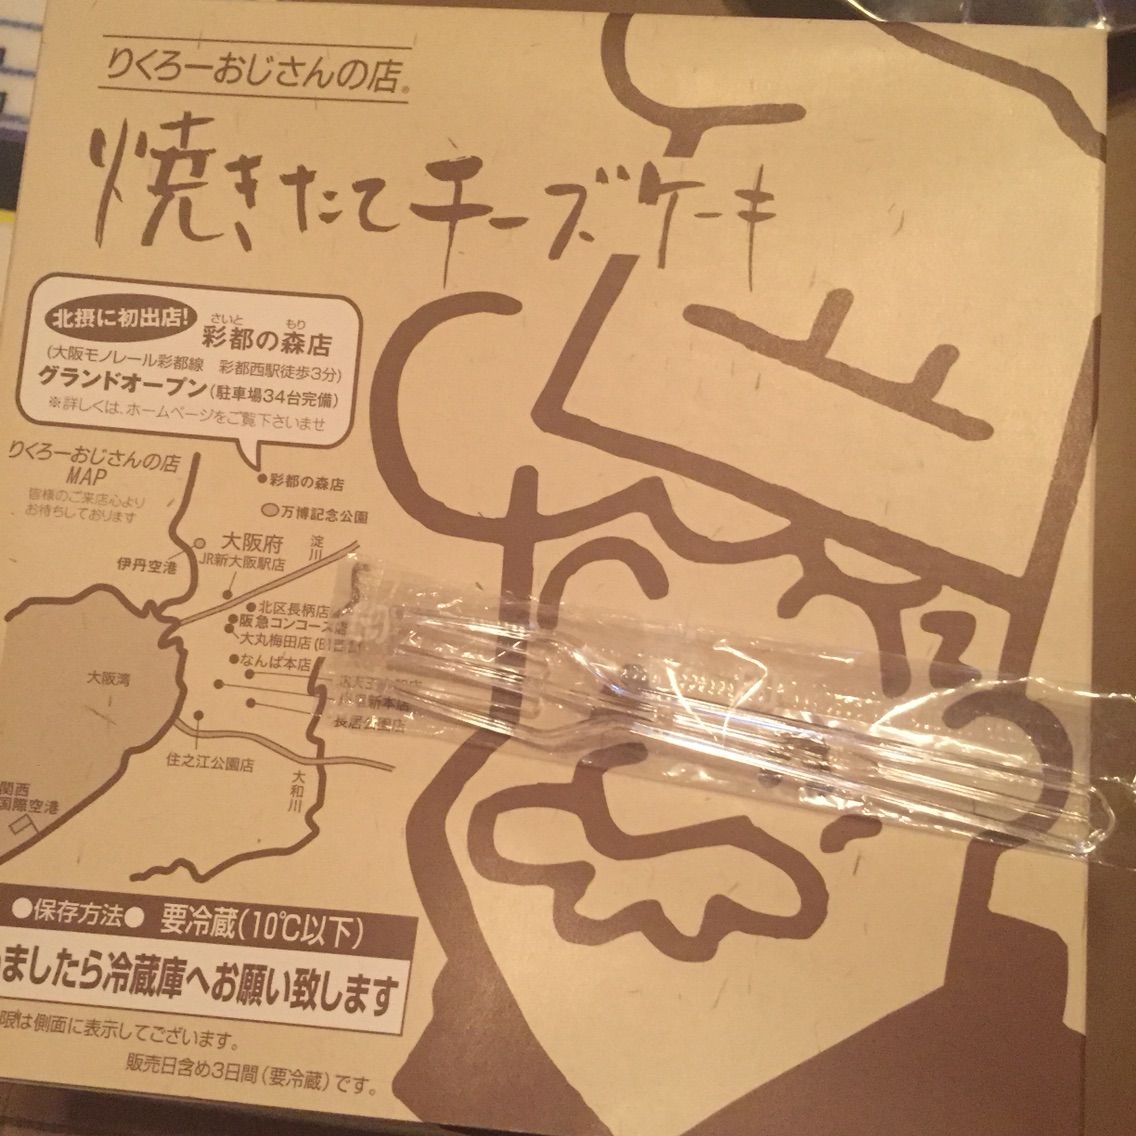 りくろーおじさんの店®
焼きたてチーズケーキ
北摂に初出店!
さいと もり
彩都の森店
(大阪モノレール彩都線 彩都西駅徒歩3分)
グランドオープン(駐車場34台完備)
※詳しくは、ホームページをご覧下さいませ
りくろーおじさんの店
MAP
皆様のご来店心より
お待ちしております
彩都の森店
万博記念公園
大阪府
淀川
伊丹空港
JR新大阪駅店
北区長柄店
阪急コンコース店
大丸梅田店(B1
なんば本店
大阪湾
新本店
長居公園店
住之江公園店
大和川
関西
国際空港
●保存方法● 要冷蔵(10℃以下)
ましたら冷蔵庫へお願い致します
限は側面に表示してございます。
販売日含め3日間(要冷蔵)です。